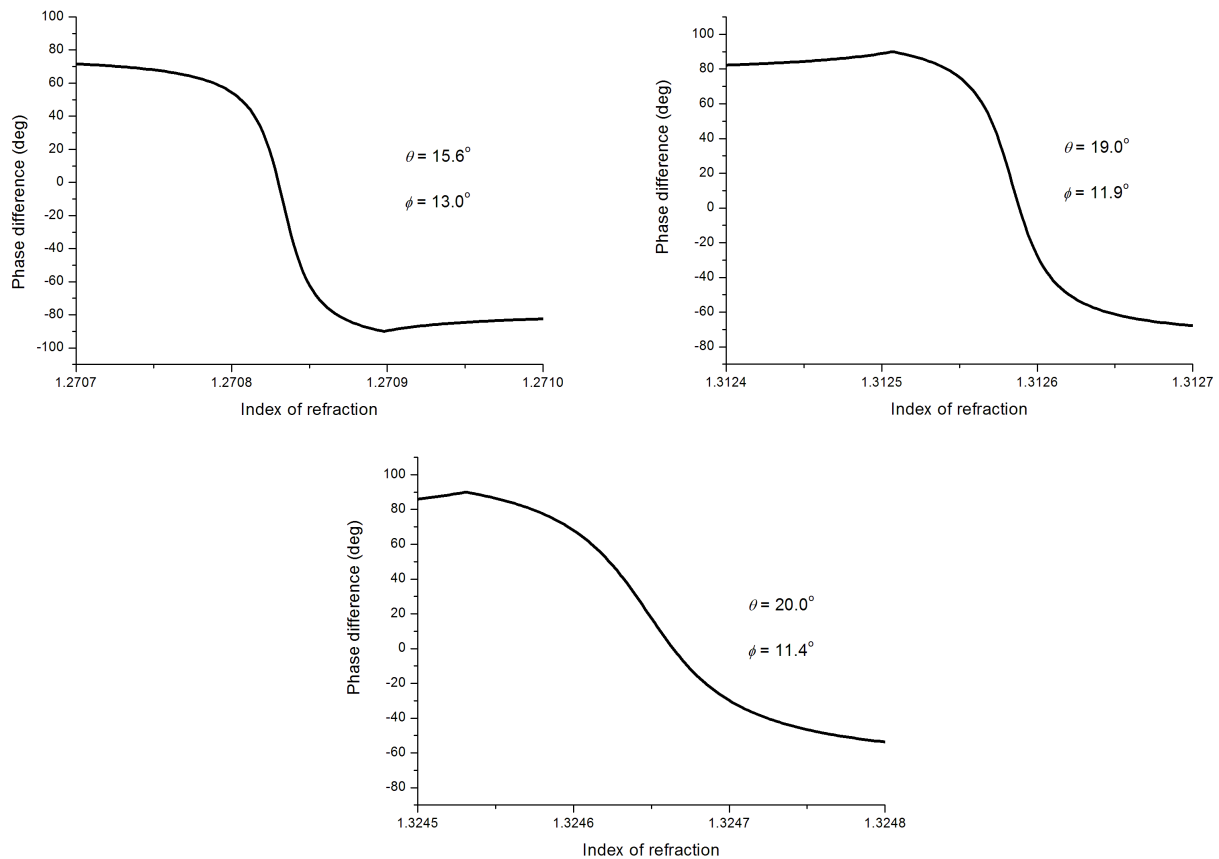 100
80
60
40
20
0
-20
-40
-60
-80
-100
Phase difference (deg)
θ = 15.6°
ϕ = 13.0°
1.2707 1.2708 1.2709 1.2710
Index of refraction
100
80
60
40
20
0
-20
-40
-60
-80
Phase difference (deg)
θ = 19.0°
ϕ = 11.9°
1.3124 1.3125 1.3126 1.3127
Index of refraction
100
80
60
40
20
0
-20
-40
-60
-80
Phase difference (deg)
θ = 20.0°
ϕ = 11.4°
1.3245 1.3246 1.3247 1.3248
Index of refraction